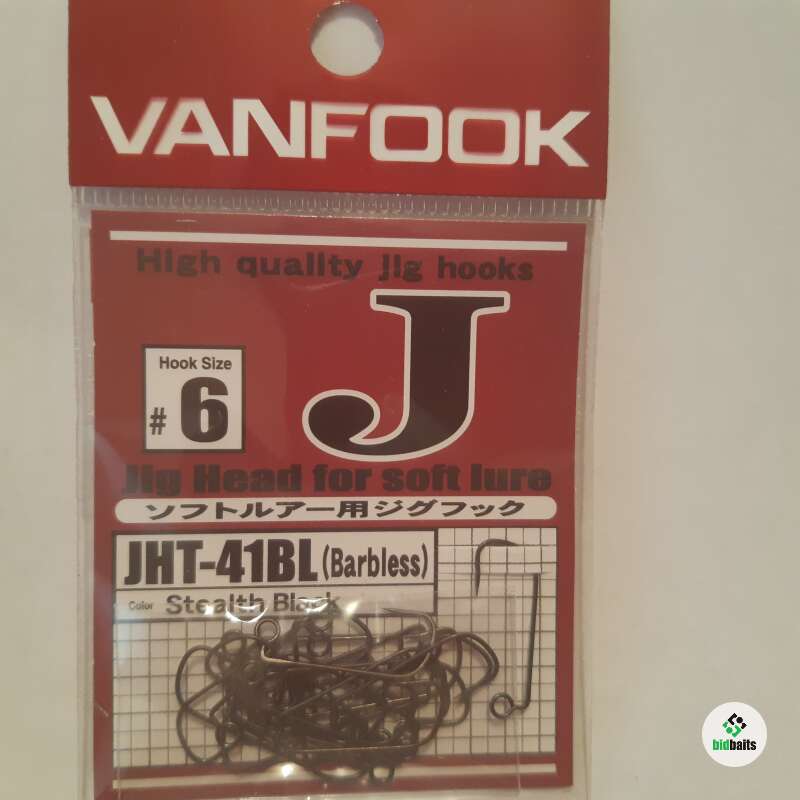 VANFOOK
High quality jig hooks
Hook Size
#6
J
Jig Head for soft lure
ソフトルアー用ジグフック
JHT-41BL (Barbless)
Color Stealth Black
bidbaits